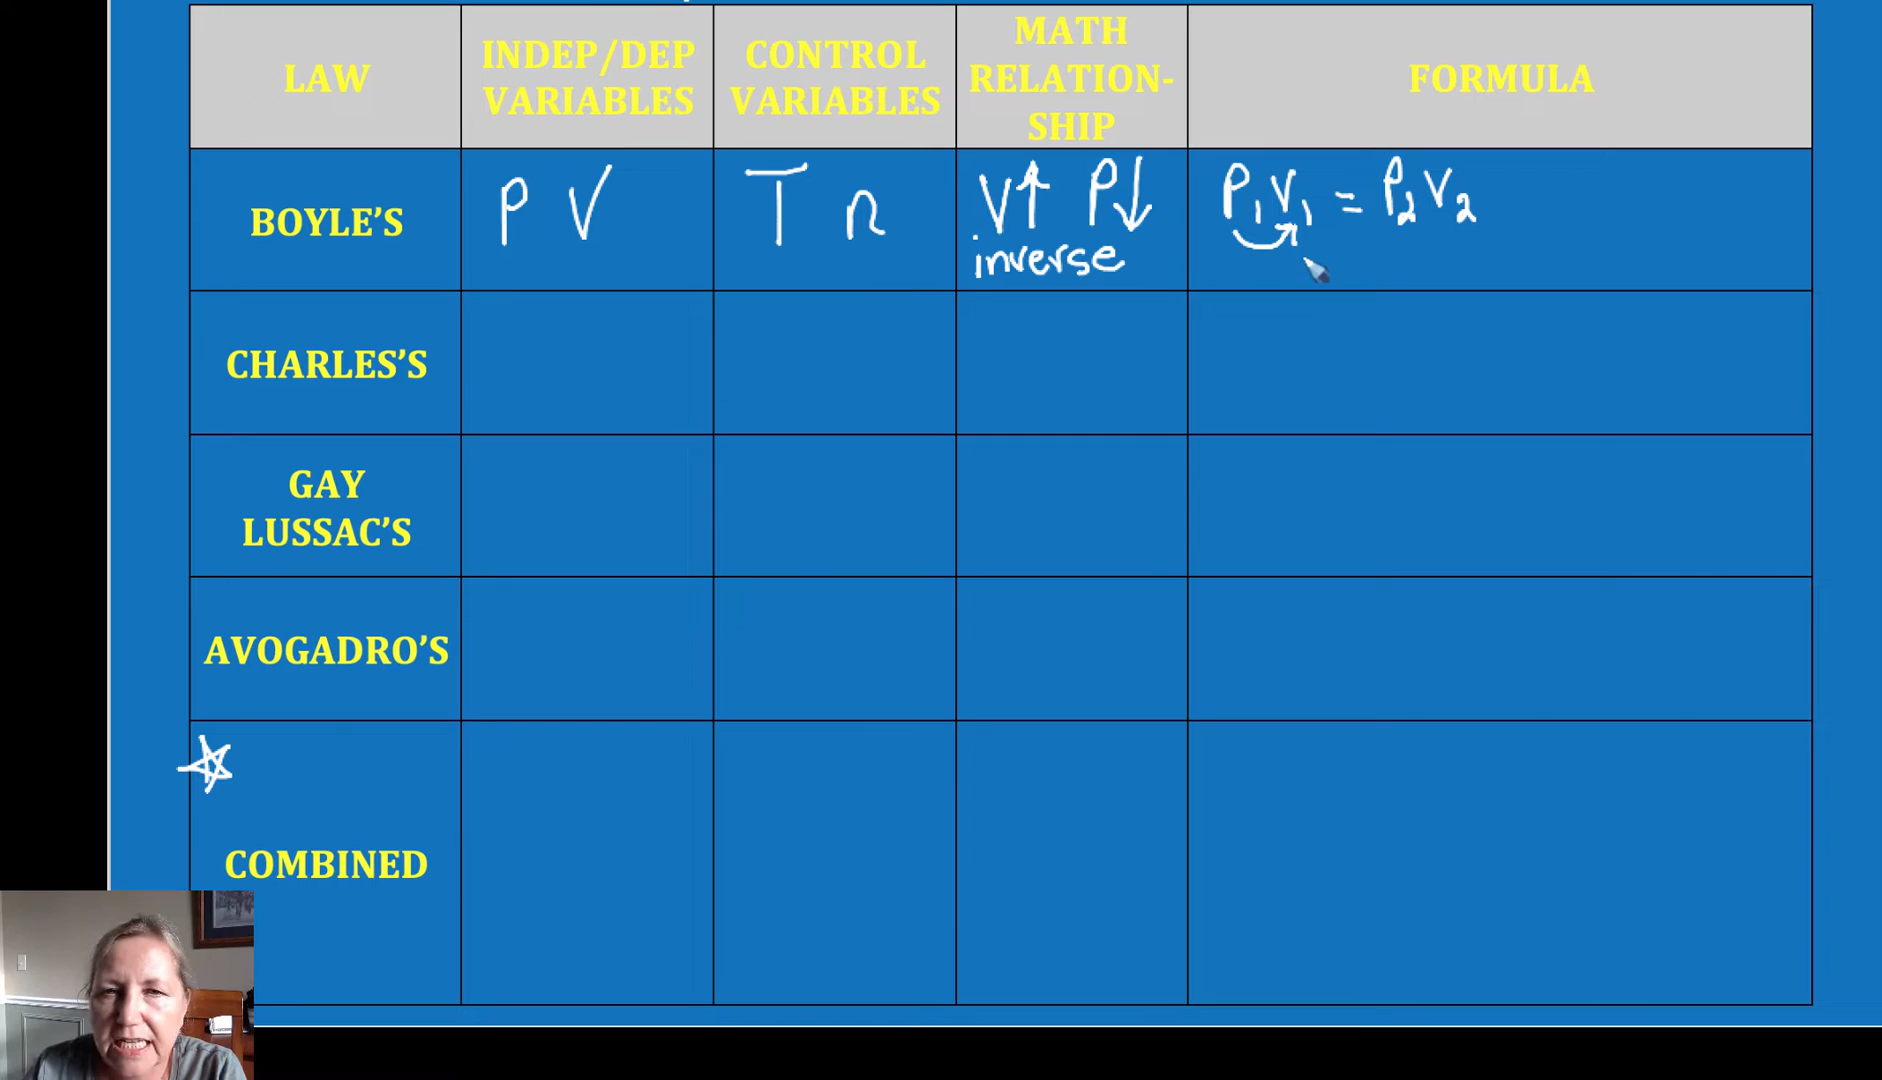 LAW
INDEP/DEP
VARIABLES
CONTROL
VARIABLES
MATH
RELATION-
SHIP
FORMULA
BOYLE’S
P V
T n
V↑ P↓
inverse
P₁V₁ = P₂V₂
CHARLES’S
GAY
LUSSAC’S
AVOGADRO’S
COMBINED